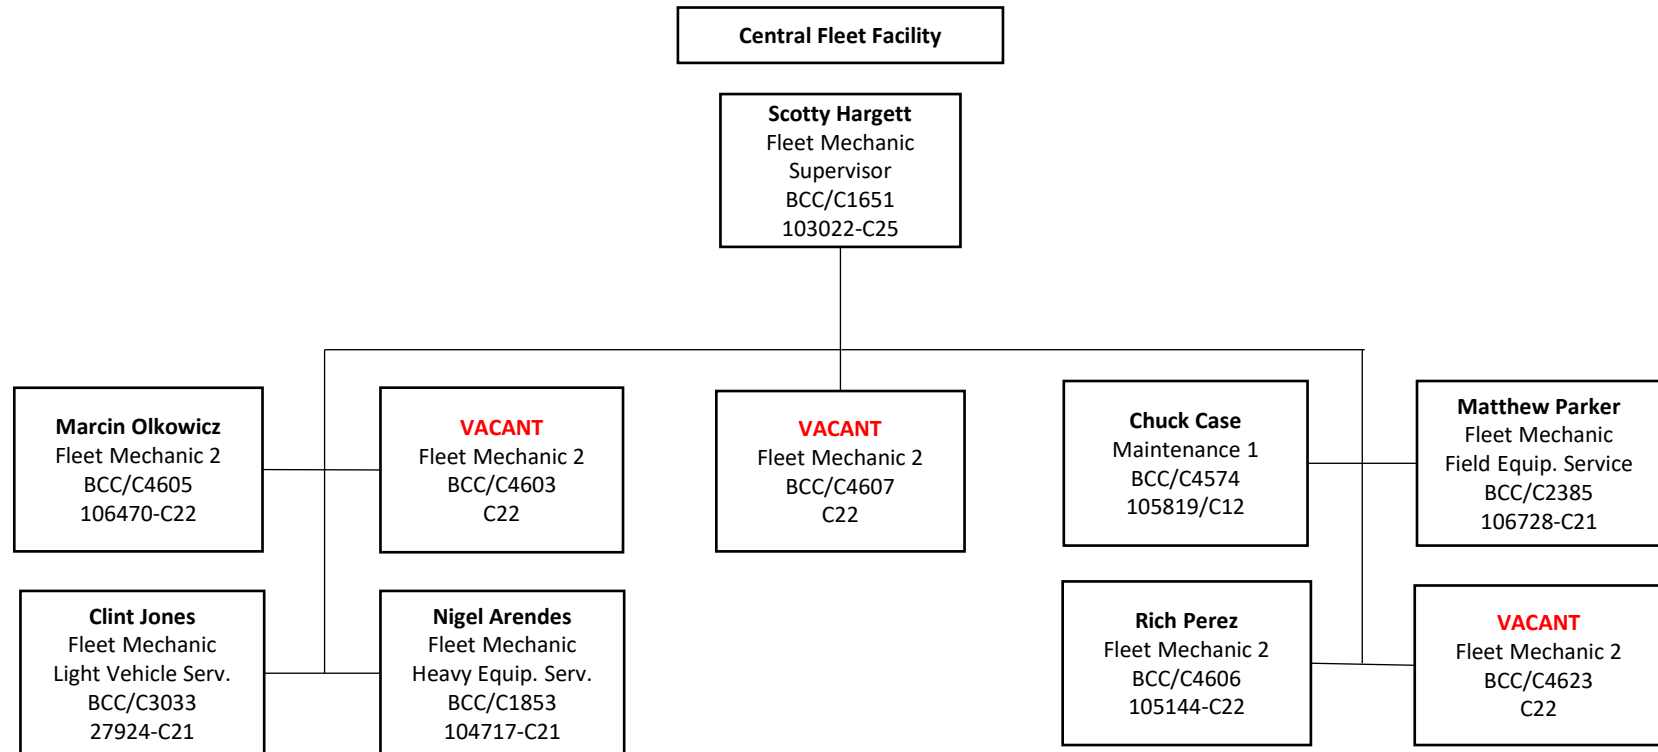 Central Fleet Facility
Scotty Hargett
Fleet Mechanic
Supervisor
BCC/C1651
103022-C25
Marcin Olkowicz
Fleet Mechanic 2
BCC/C4605
106470-C22
VACANT
Fleet Mechanic 2
BCC/C4603
C22
VACANT
Fleet Mechanic 2
BCC/C4607
C22
Chuck Case
Maintenance 1
BCC/C4574
105819/C12
Matthew Parker
Fleet Mechanic
Field Equip. Service
BCC/C2385
106728-C21
Clint Jones
Fleet Mechanic
Light Vehicle Serv.
BCC/C3033
27924-C21
Nigel Arendes
Fleet Mechanic
Heavy Equip. Serv.
BCC/C1853
104717-C21
Rich Perez
Fleet Mechanic 2
BCC/C4606
105144-C22
VACANT
Fleet Mechanic 2
BCC/C4623
C22